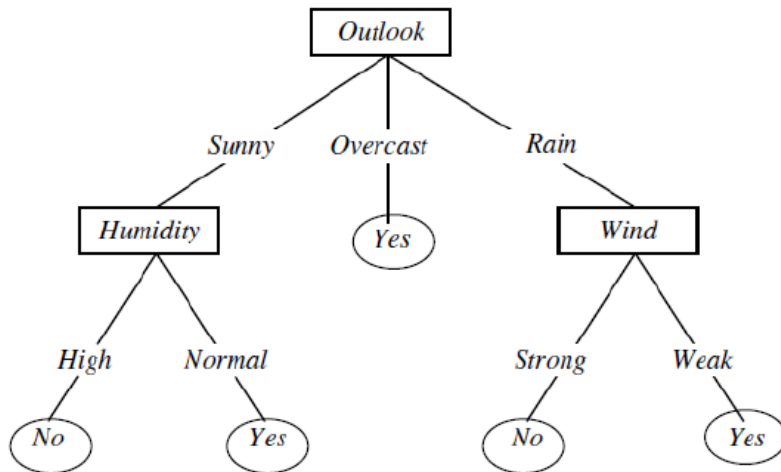 Outlook
Sunny Overcast Rain
Humidity Yes Wind
High Normal Strong Weak
No Yes No Yes